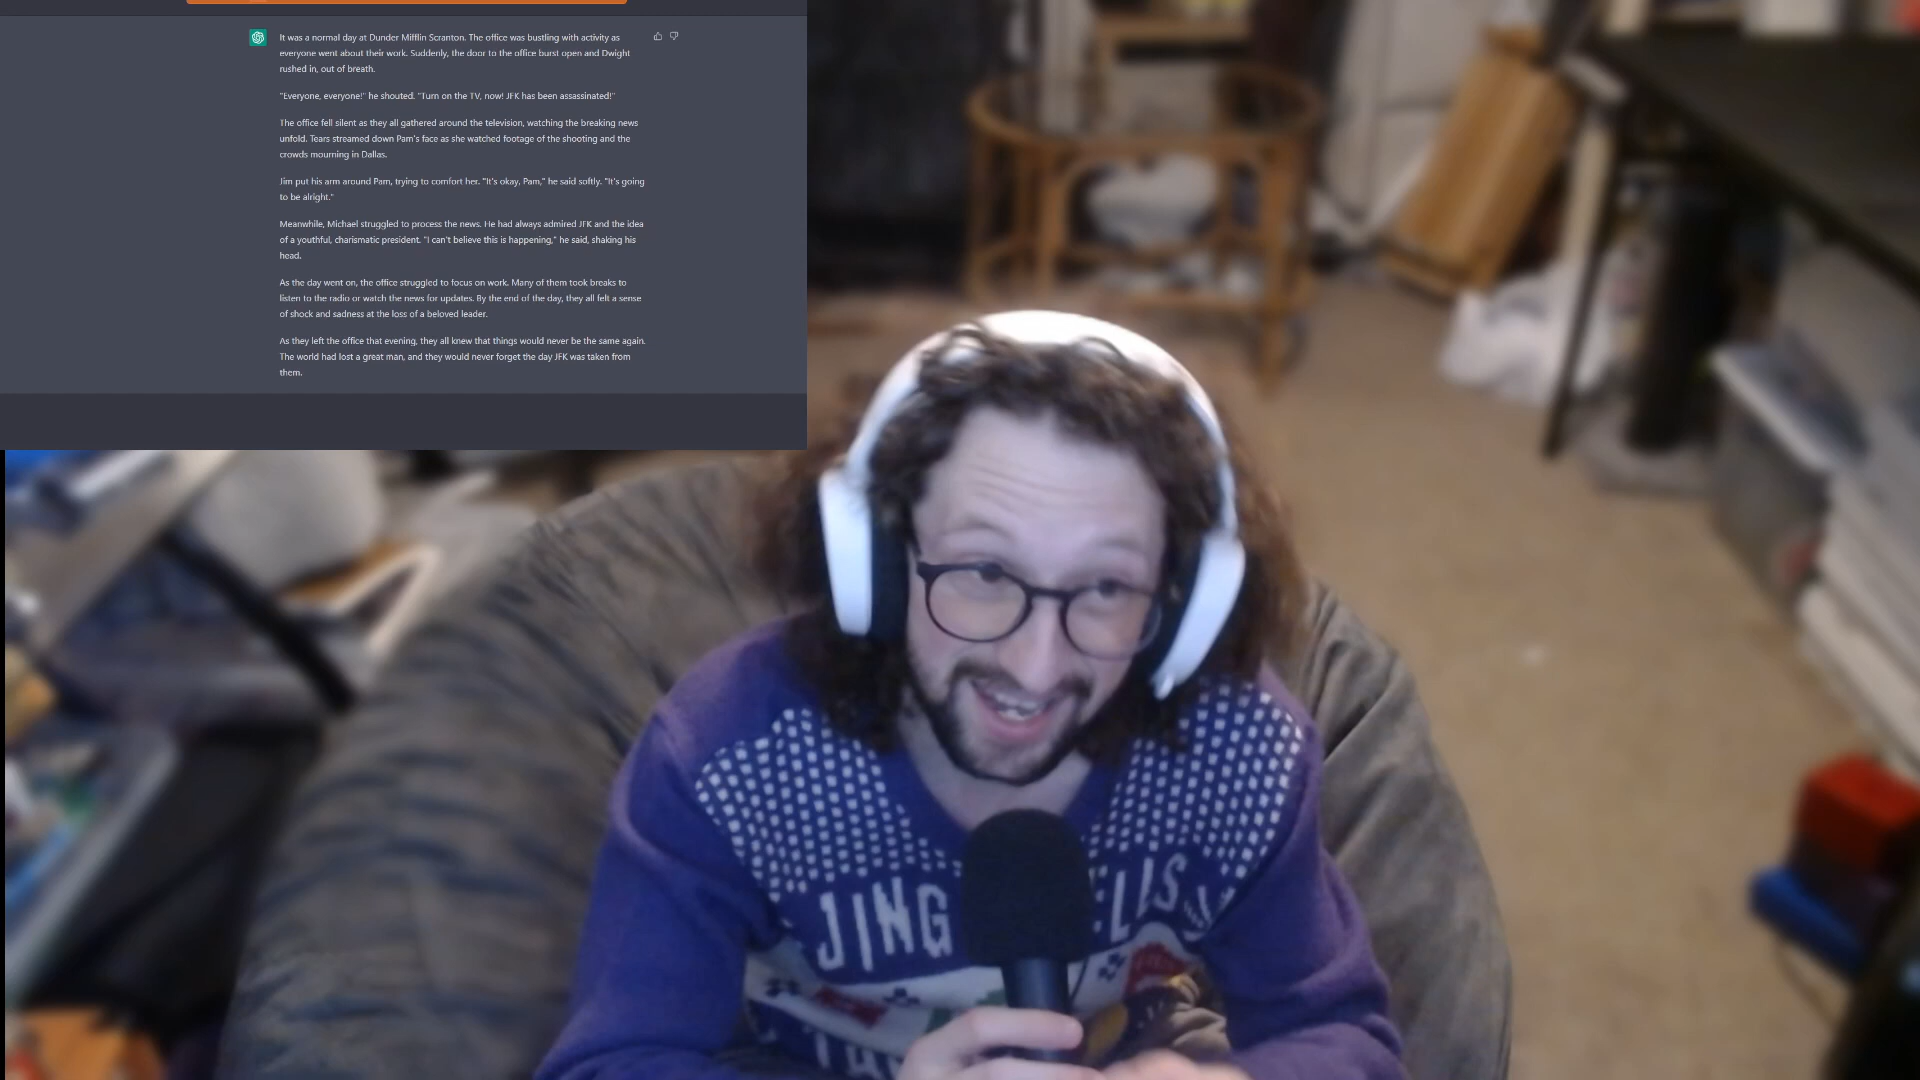 It was a normal day at Dunder Mifflin Scranton. The office was bustling with activity as
everyone went about their work. Suddenly, the door to the office burst open and Dwight
rushed in, out of breath.
"Everyone, everyone!" he shouted. "Turn on the TV, now! JFK has been assassinated!"
The office fell silent as they all gathered around the television, watching the breaking news
unfold. Tears streamed down Pam's face as she watched footage of the shooting and the
crowds mourning in Dallas.
Jim put his arm around Pam, trying to comfort her. "It's okay, Pam," he said softly. "It's going
to be alright."
Meanwhile, Michael struggled to process the news. He had always admired JFK and the idea
of a youthful, charismatic president. "I can't believe this is happening," he said, shaking his
head.
As the day went on, the office struggled to focus on work. Many of them took breaks to
listen to the radio or watch the news for updates. By the end of the day, they all felt a sense
of shock and sadness at the loss of a beloved leader.
As they left the office that evening, they all knew that things would never be the same again.
The world had lost a great man, and they would never forget the day JFK was taken from
them.
JING ELLS